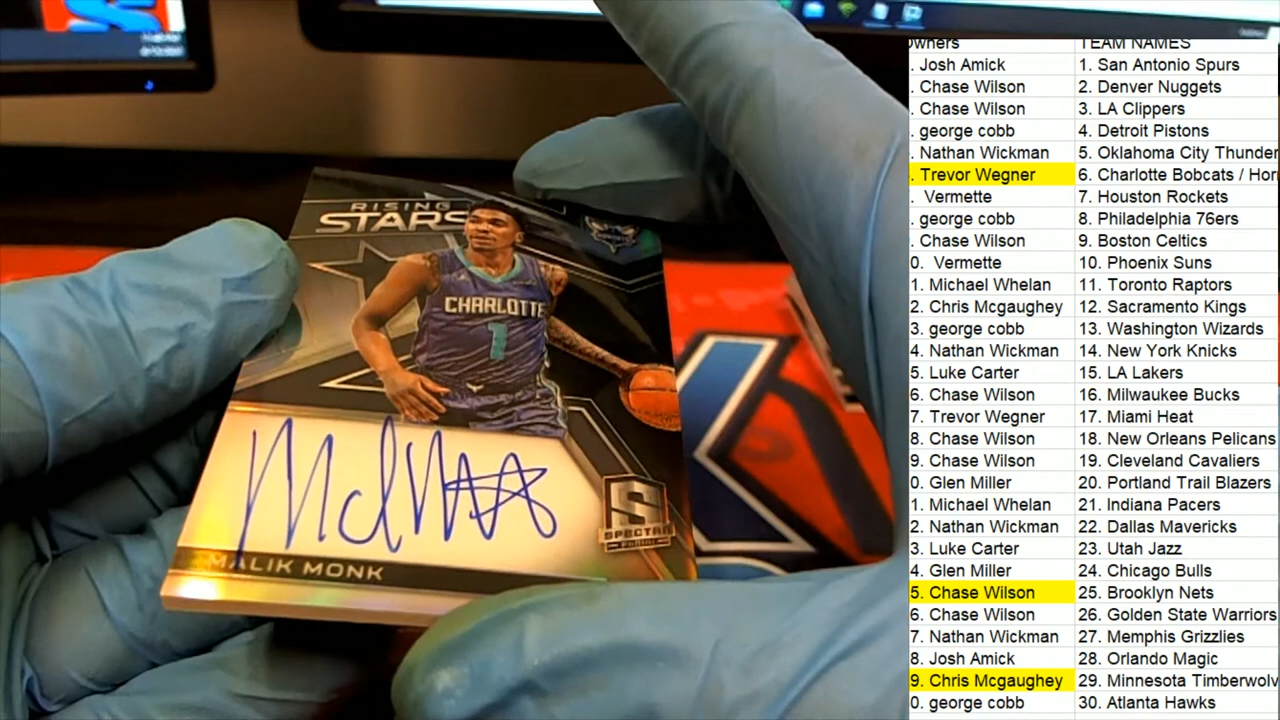 RISING
STARS
CHARLOTTE
1
SPECTRA
PANINI
MALIK MONK
Owners TEAM NAMES
. Josh Amick 1. San Antonio Spurs
. Chase Wilson 2. Denver Nuggets
. Chase Wilson 3. LA Clippers
. george cobb 4. Detroit Pistons
. Nathan Wickman 5. Oklahoma City Thunder
. Trevor Wegner 6. Charlotte Bobcats / Hor
. Vermette 7. Houston Rockets
. george cobb 8. Philadelphia 76ers
. Chase Wilson 9. Boston Celtics
0. Vermette 10. Phoenix Suns
1. Michael Whelan 11. Toronto Raptors
2. Chris Mcgaughey 12. Sacramento Kings
3. george cobb 13. Washington Wizards
4. Nathan Wickman 14. New York Knicks
5. Luke Carter 15. LA Lakers
6. Chase Wilson 16. Milwaukee Bucks
7. Trevor Wegner 17. Miami Heat
8. Chase Wilson 18. New Orleans Pelicans
9. Chase Wilson 19. Cleveland Cavaliers
0. Glen Miller 20. Portland Trail Blazers
1. Michael Whelan 21. Indiana Pacers
2. Nathan Wickman 22. Dallas Mavericks
3. Luke Carter 23. Utah Jazz
4. Glen Miller 24. Chicago Bulls
5. Chase Wilson 25. Brooklyn Nets
6. Chase Wilson 26. Golden State Warriors
7. Nathan Wickman 27. Memphis Grizzlies
8. Josh Amick 28. Orlando Magic
9. Chris Mcgaughey 29. Minnesota Timberwolv
0. george cobb 30. Atlanta Hawks